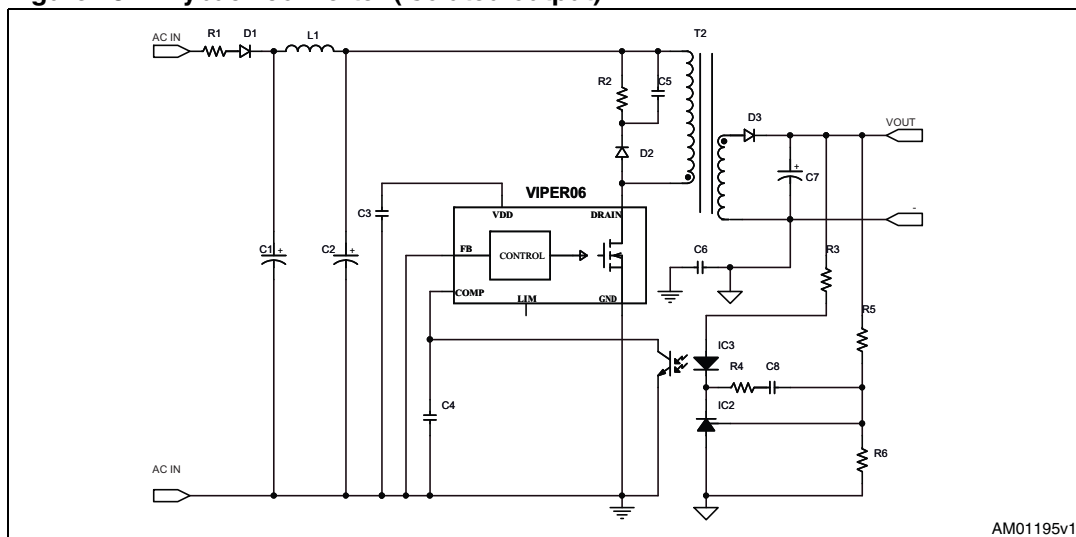 Figure Flyback converter (isolated output)
AC IN
R1
D1
L1
T2
R2
C5
D3
VOUT
D2
C7
VIPER06
-
C3
VDD
DRAIN
C1
+
C2
+
FB
CONTROL
C6
R3
COMP
LIM
GND
R5
IC3
R4
C8
C4
IC2
R6
AC IN
+
AM01195v1